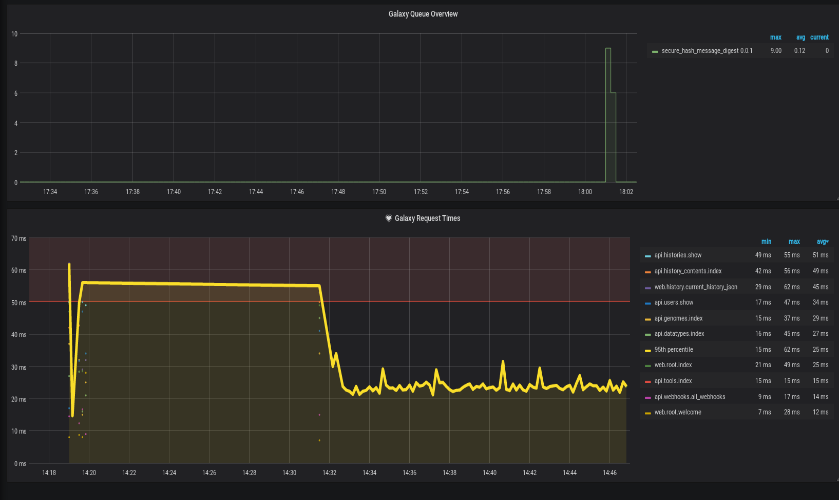 Galaxy Queue Overview
10
8
6
4
2
0
17:34 17:36 17:38 17:40 17:42 17:44 17:46 17:48 17:50 17:52 17:54 17:56 17:58 18:00 18:02
max avg current
secure_hash_message_digest 0.0.1 9.00 0.12 0
Galaxy Request Times
70 ms
60 ms
50 ms
40 ms
30 ms
20 ms
10 ms
0 ms
14:18 14:20 14:22 14:24 14:26 14:28 14:30 14:32 14:34 14:36 14:38 14:40 14:42 14:44 14:46
min max avg
api.histories.show 49 ms 55 ms 51 ms
api.history_contents.index 42 ms 56 ms 49 ms
web.history.current_history_json 29 ms 62 ms 45 ms
api.users.show 17 ms 47 ms 34 ms
api.genomes.index 15 ms 37 ms 29 ms
api.datatypes.index 16 ms 45 ms 27 ms
95th percentile 15 ms 62 ms 25 ms
web.root.index 21 ms 49 ms 25 ms
api.tools.index 15 ms 15 ms 15 ms
api.webhooks.all_webhooks 9 ms 17 ms 14 ms
web.root.welcome 7 ms 28 ms 12 ms